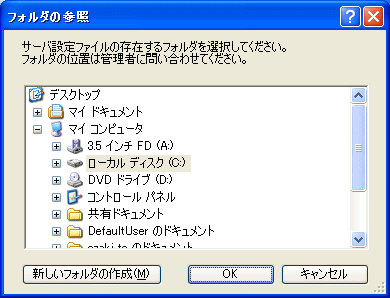 フォルダの参照
サーバ設定ファイルの存在するフォルダを選択してください。
フォルダの位置は管理者に問い合わせてください。
デスクトップ
マイ ドキュメント
マイ コンピュータ
3.5 インチ FD (A:)
ローカル ディスク (C:)
DVD ドライブ (D:)
コントロール パネル
共有ドキュメント
DefaultUser のドキュメント
のドキュメント
新しいフォルダの作成(M)
OK
キャンセル